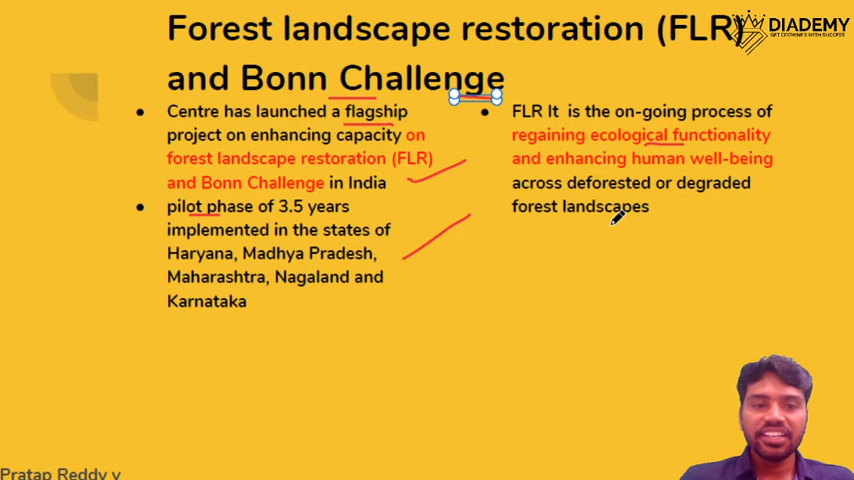 Forest landscape restoration (FLR)
and Bonn Challenge
DIADEMY
GET CROWNED WITH SUCCESS
● Centre has launched a flagship
project on enhancing capacity on
forest landscape restoration (FLR)
and Bonn Challenge in India
● pilot phase of 3.5 years
implemented in the states of
Haryana, Madhya Pradesh,
Maharashtra, Nagaland and
Karnataka
● FLR It is the on-going process of
regaining ecological functionality
and enhancing human well-being
across deforested or degraded
forest landscapes
Pratap Reddy v